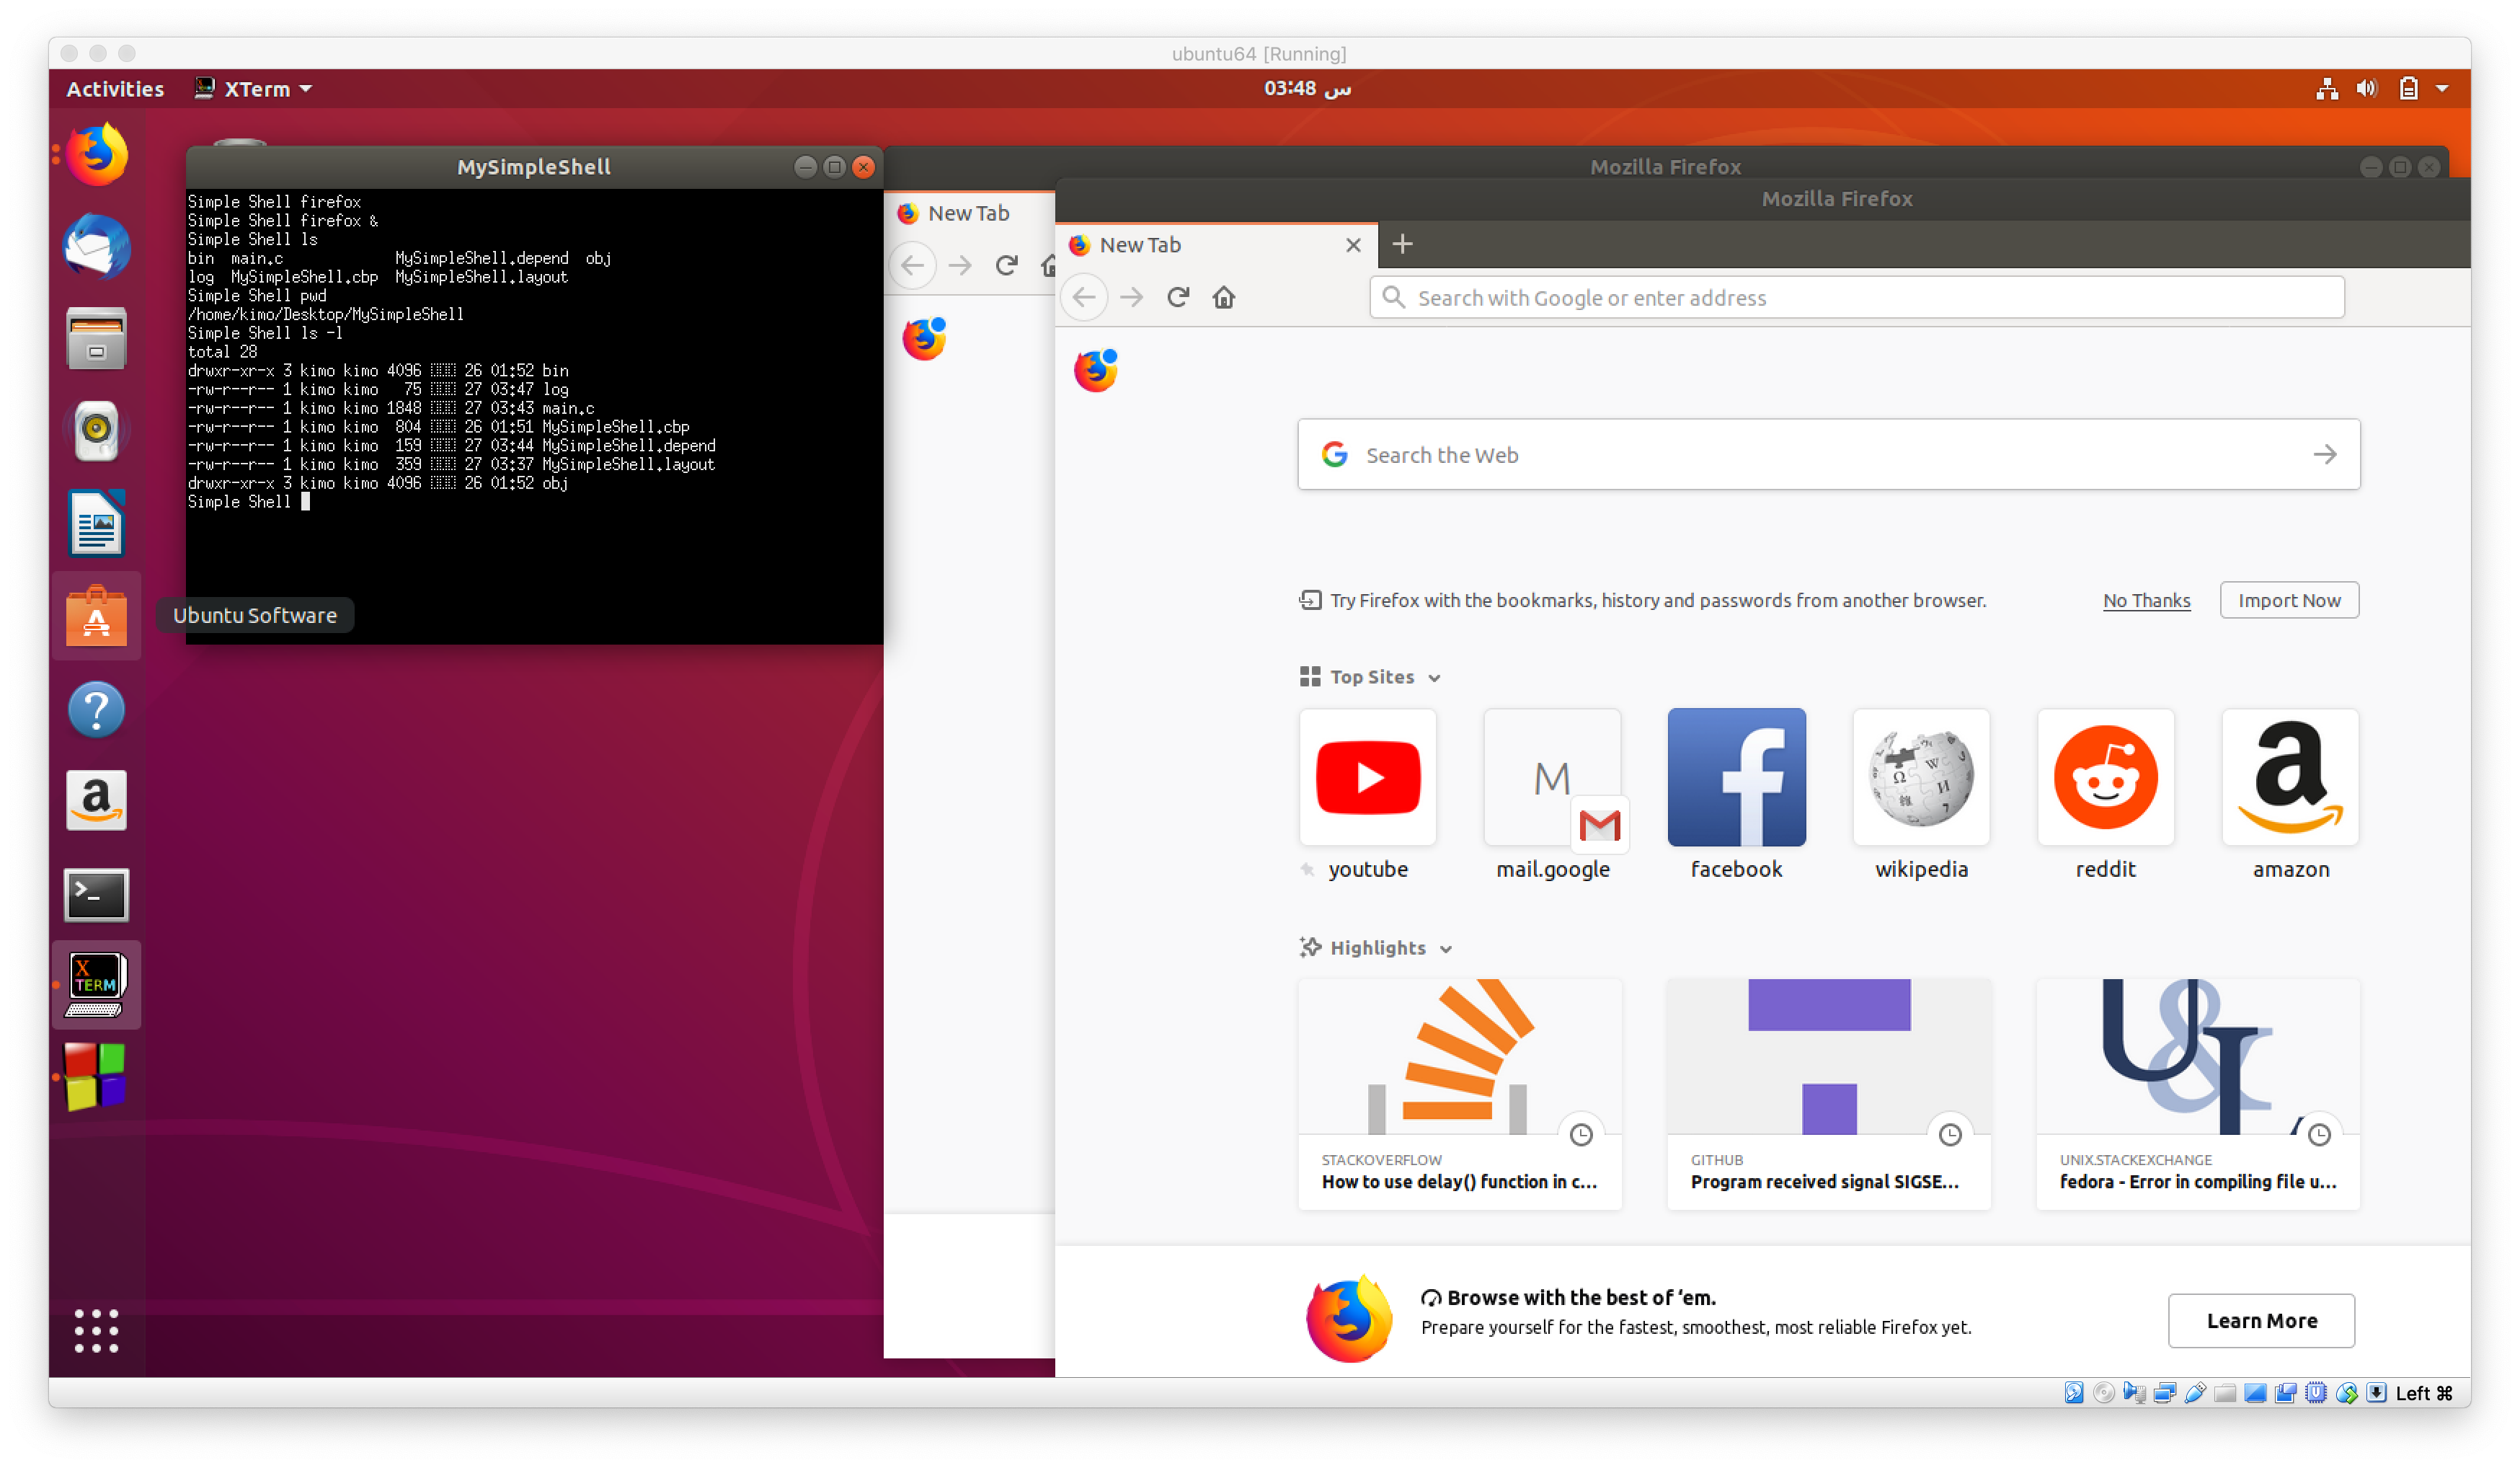 ubuntu64 [Running]
Activities
XTerm
س 03:48
MySimpleShell
Simple Shell firefox
Simple Shell firefox &
Simple Shell ls
bin  main.c             MySimpleShell.depend  obj
log  MySimpleShell.cbp  MySimpleShell.layout
Simple Shell pwd
/home/kimo/Desktop/MySimpleShell
Simple Shell ls -l
total 28
drwxr-xr-x 3 kimo kimo 4096 26 01:52 bin
-rw-r--r-- 1 kimo kimo   75 27 03:47 log
-rw-r--r-- 1 kimo kimo 1848 27 03:43 main.c
-rw-r--r-- 1 kimo kimo  804 26 01:51 MySimpleShell.cbp
-rw-r--r-- 1 kimo kimo  159 27 03:44 MySimpleShell.depend
-rw-r--r-- 1 kimo kimo  359 27 03:37 MySimpleShell.layout
drwxr-xr-x 3 kimo kimo 4096 26 01:52 obj
Simple Shell
Ubuntu Software
X
TERM
Mozilla Firefox
New Tab
Mozilla Firefox
New Tab
Search with Google or enter address
Search the Web
Try Firefox with the bookmarks, history and passwords from another browser.
No Thanks
Import Now
Top Sites
M
youtube
mail.google
facebook
wikipedia
reddit
amazon
Highlights
U&L
STACKOVERFLOW
How to use delay() function in c...
GITHUB
Program received signal SIGSE...
UNIX.STACKEXCHANGE
fedora - Error in compiling file u...
Browse with the best of ‘em.
Prepare yourself for the fastest, smoothest, most reliable Firefox yet.
Learn More
Left ⌘